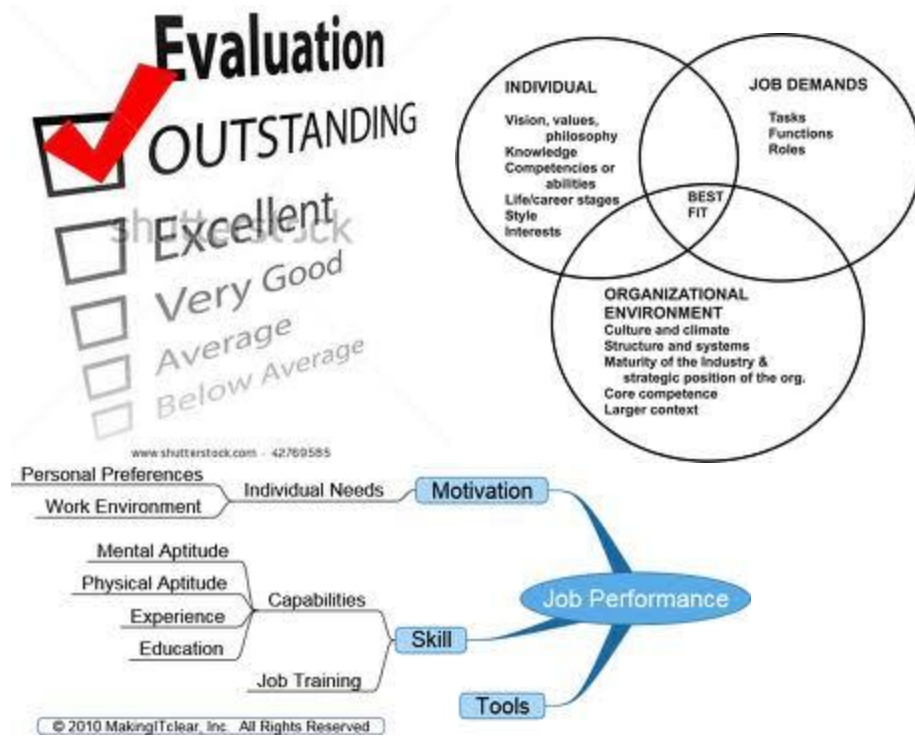 Evaluation
OUTSTANDING
Excellent
shutterstock
Very Good
Average
Below Average
www.shutterstock.com · 42769585
INDIVIDUAL
Vision, values,
philosophy
Knowledge
Competencies or
abilities
Life/career stages
Style
Interests
JOB DEMANDS
Tasks
Functions
Roles
BEST
FIT
ORGANIZATIONAL
ENVIRONMENT
Culture and climate
Structure and systems
Maturity of the Industry &
strategic position of the org.
Core competence
Larger context
Personal Preferences
Work Environment
Individual Needs
Motivation
Mental Aptitude
Physical Aptitude
Experience
Education
Capabilities
Job Training
Skill
Tools
Job Performance
© 2010 MakingITclear, Inc. All Rights Reserved